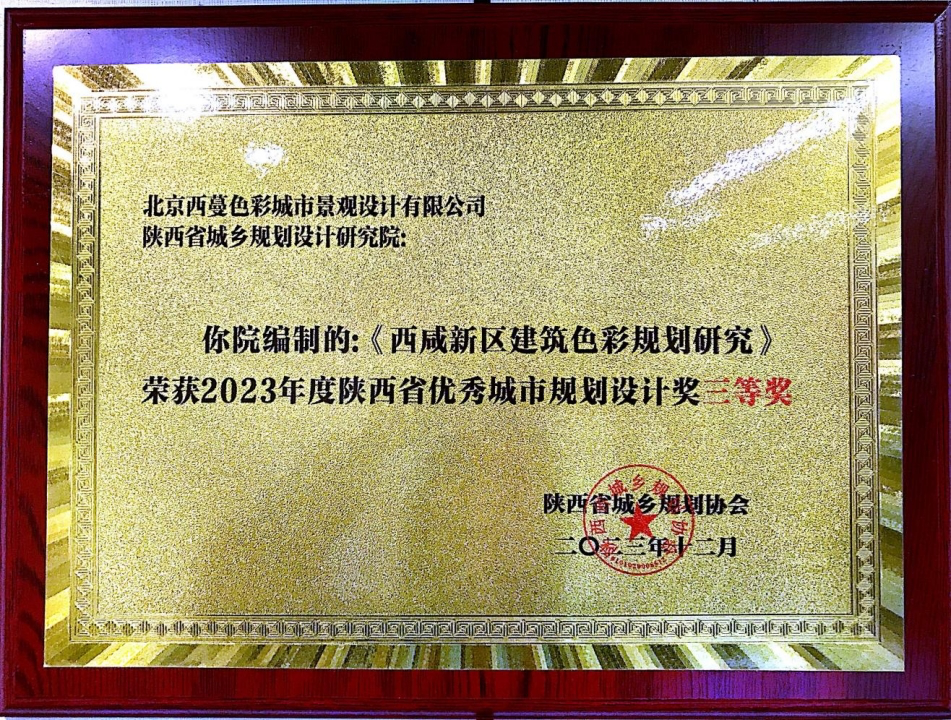 北京西蔓色彩城市景观设计有限公司
陕西省城乡规划设计研究院:
你院编制的:《西咸新区建筑色彩规划研究》
荣获2023年度陕西省优秀城市规划设计奖三等奖
陕西省城乡规划协会
二〇二三年十二月